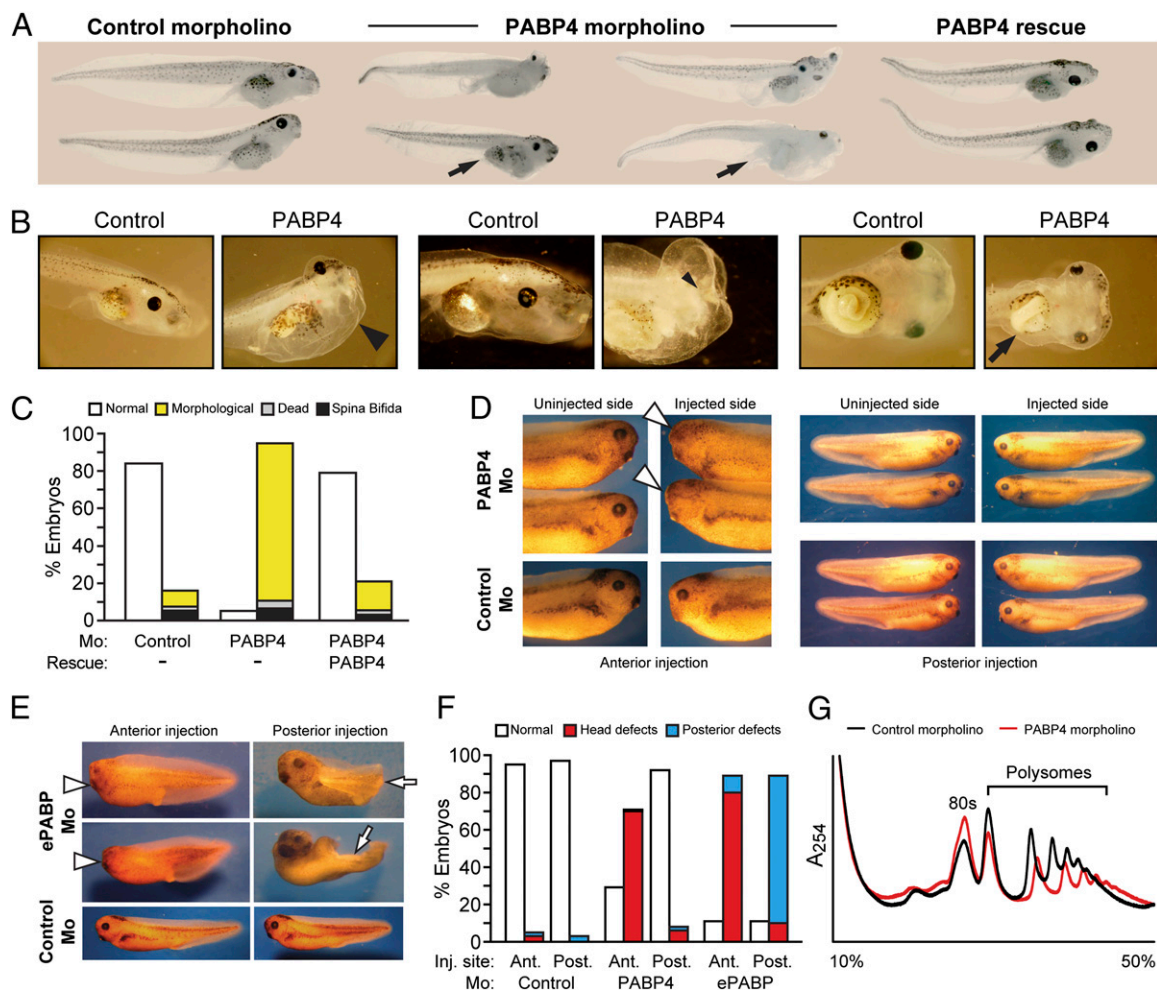 A
Control morpholino
PABP4 morpholino
PABP4 rescue
B
Control
PABP4
Control
PABP4
Control
PABP4
C
Normal Morphological Dead Spina Bifida
% Embryos
100
80
60
40
20
0
Mo: Control PABP4 PABP4
Rescue: - - PABP4
D
Uninjected side
Injected side
Uninjected side
Injected side
PABP4
Mo
Control
Mo
Anterior injection
Posterior injection
E
Anterior injection
Posterior injection
ePABP
Mo
Control
Mo
F
Normal Head defects Posterior defects
% Embryos
100
80
60
40
20
0
Inj. site: Ant. Post. Ant. Post. Ant. Post.
Mo: Control PABP4 ePABP
G
Control morpholino PABP4 morpholino
Polysomes
80s
A254
10% 50%